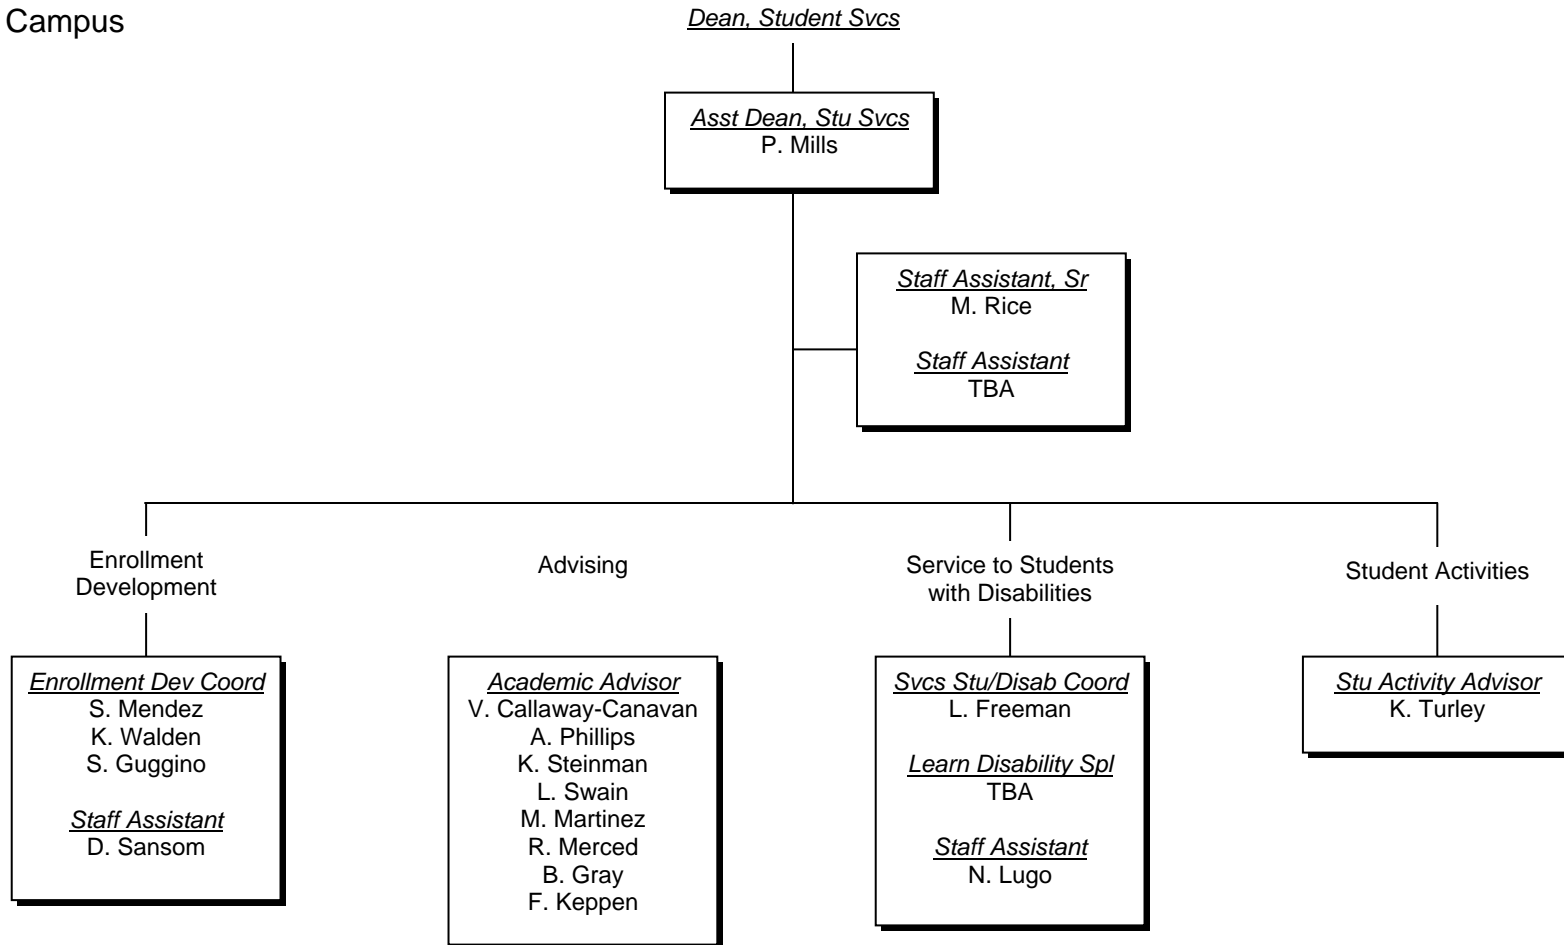 Campus
Dean, Student Svcs
Asst Dean, Stu Svcs
P. Mills
Staff Assistant, Sr
M. Rice
Staff Assistant
TBA
Enrollment
Development
Advising
Service to Students
with Disabilities
Student Activities
Enrollment Dev Coord
S. Mendez
K. Walden
S. Guggino
Staff Assistant
D. Sansom
Academic Advisor
V. Callaway-Canavan
A. Phillips
K. Steinman
L. Swain
M. Martinez
R. Merced
B. Gray
F. Keppen
Svcs Stu/Disab Coord
L. Freeman
Learn Disability Spl
TBA
Staff Assistant
N. Lugo
Stu Activity Advisor
K. Turley